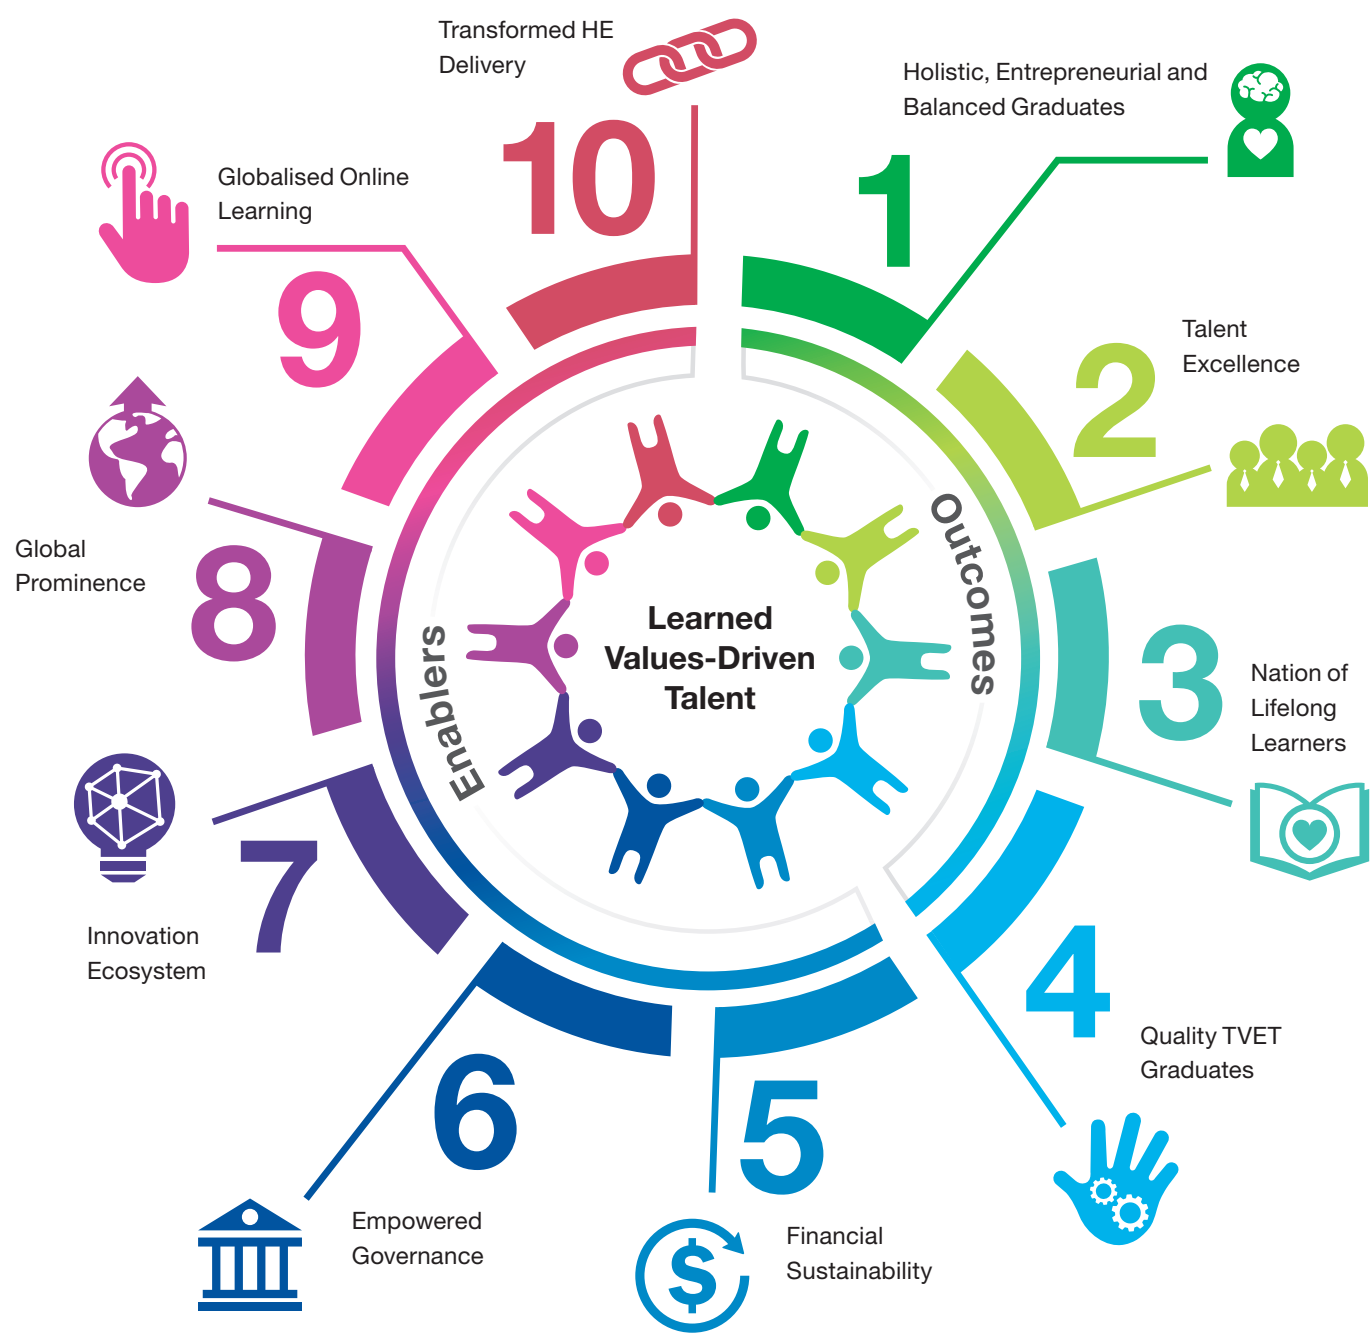 Transformed HE
Delivery
10
Holistic, Entrepreneurial and
Balanced Graduates
1
Talent
Excellence
2
Nation of
Lifelong
Learners
3
Quality TVET
Graduates
4
Financial
Sustainability
5
$
Empowered
Governance
6
Innovation
Ecosystem
7
Global
Prominence
8
Globalised Online
Learning
9
Outcomes
Enablers
Learned
Values-Driven
Talent